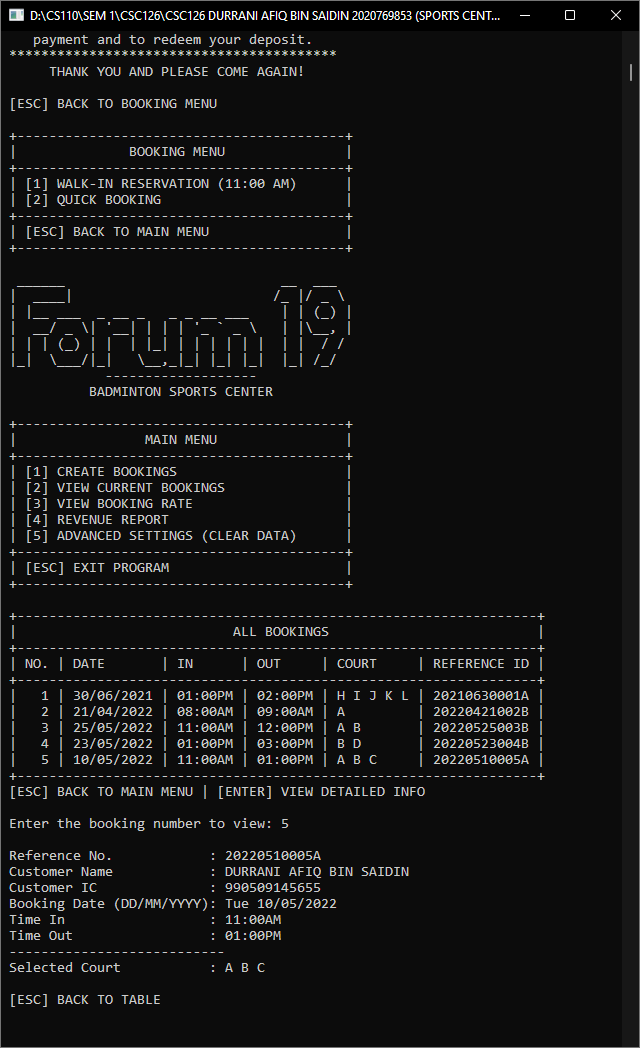 D:\CS110\SEM 1\CSC126\CSC126 DURRANI AFIQ BIN SAIDIN 2020769853 (SPORTS CENT...
payment and to redeem your deposit.
*****************************************
THANK YOU AND PLEASE COME AGAIN!
[ESC] BACK TO BOOKING MENU
BOOKING MENU
[1] WALK-IN RESERVATION (11:00 AM)
[2] QUICK BOOKING
[ESC] BACK TO MAIN MENU
Forum 19
BADMINTON SPORTS CENTER
MAIN MENU
[1] CREATE BOOKINGS
[2] VIEW CURRENT BOOKINGS
[3] VIEW BOOKING RATE
[4] REVENUE REPORT
[5] ADVANCED SETTINGS (CLEAR DATA)
[ESC] EXIT PROGRAM
ALL BOOKINGS
| NO. | DATE | IN | OUT | COURT | REFERENCE ID |
| 1 | 30/06/2021 | 01:00PM | 02:00PM | H I J K L | 20210630001A |
| 2 | 21/04/2022 | 08:00AM | 09:00AM | A | 20220421002B |
| 3 | 25/05/2022 | 11:00AM | 12:00PM | A B | 20220525003B |
| 4 | 23/05/2022 | 01:00PM | 03:00PM | B D | 20220523004B |
| 5 | 10/05/2022 | 11:00AM | 01:00PM | A B C | 20220510005A |
[ESC] BACK TO MAIN MENU | [ENTER] VIEW DETAILED INFO
Enter the booking number to view: 5
Reference No. : 20220510005A
Customer Name : DURRANI AFIQ BIN SAIDIN
Customer IC : 990509145655
Booking Date (DD/MM/YYYY): Tue 10/05/2022
Time In : 11:00AM
Time Out : 01:00PM
---------------------------
Selected Court : A B C
[ESC] BACK TO TABLE